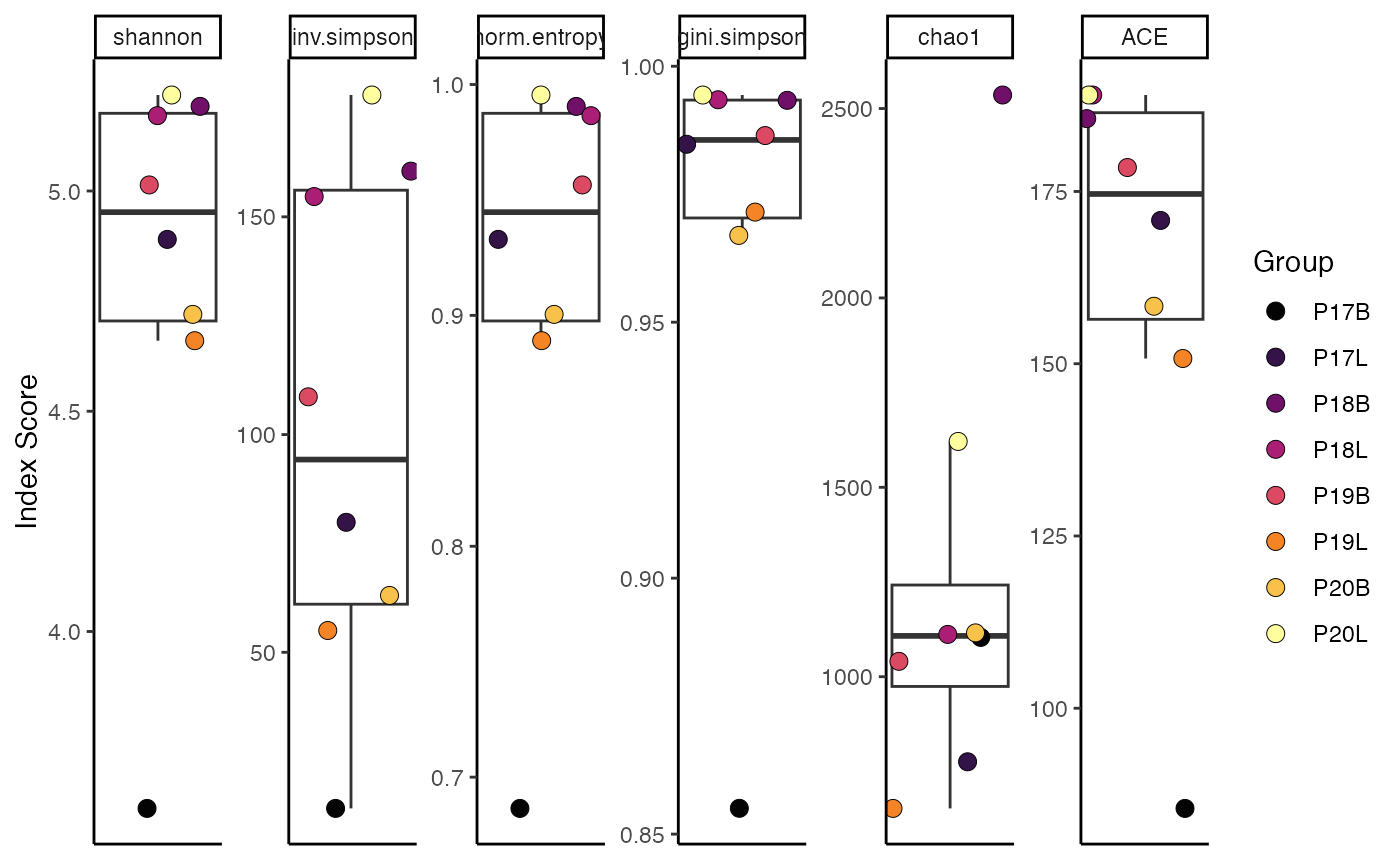 shannon
inv.simpson
norm.entropy
gini.simpson
chao1
ACE
Index Score
5.0
4.5
4.0
150
100
50
1.0
0.9
0.8
0.7
1.00
0.95
0.90
0.85
2500
2000
1500
1000
175
150
125
100
Group
P17B
P17L
P18B
P18L
P19B
P19L
P20B
P20L